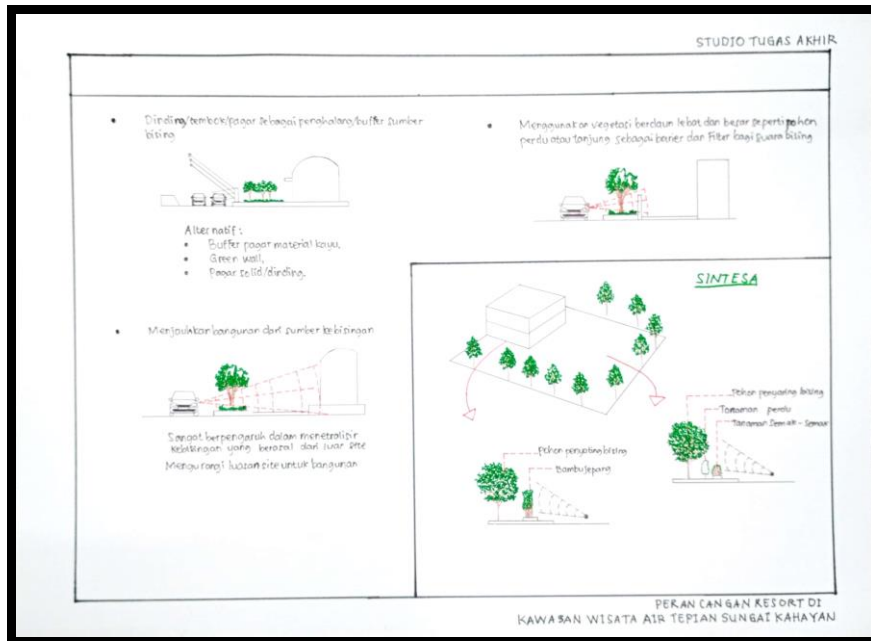 STUDIO TUGAS AKHIR
• Dinding/tembok/pagar sebagai penghalang/buffer sumber
bising
Alternatif :
• Buffer pagar material kayu,
• Green wall,
• Pagar solid/dinding.
• Menjauhkan bangunan dari sumber kebisingan
Sangat berpengaruh dalam menetralisir
kebisingan yang berasal dari luar site
Mengurangi luasan site untuk bangunan
• Menggunakan vegetasi berdaun lebat dan besar seperti pohon
perdu atau tanjung sebagai barier dan filter bagi suara bising
SINTESA
Pohon penyaring bising
Tanaman perdu
Tanaman Semak - Semak
Pohon penyaring bising
Bambu Jepang
PERANCANGAN RESORT DI
KAWASAN WISATA AIR TEPIAN SUNGAI KAHAYAN